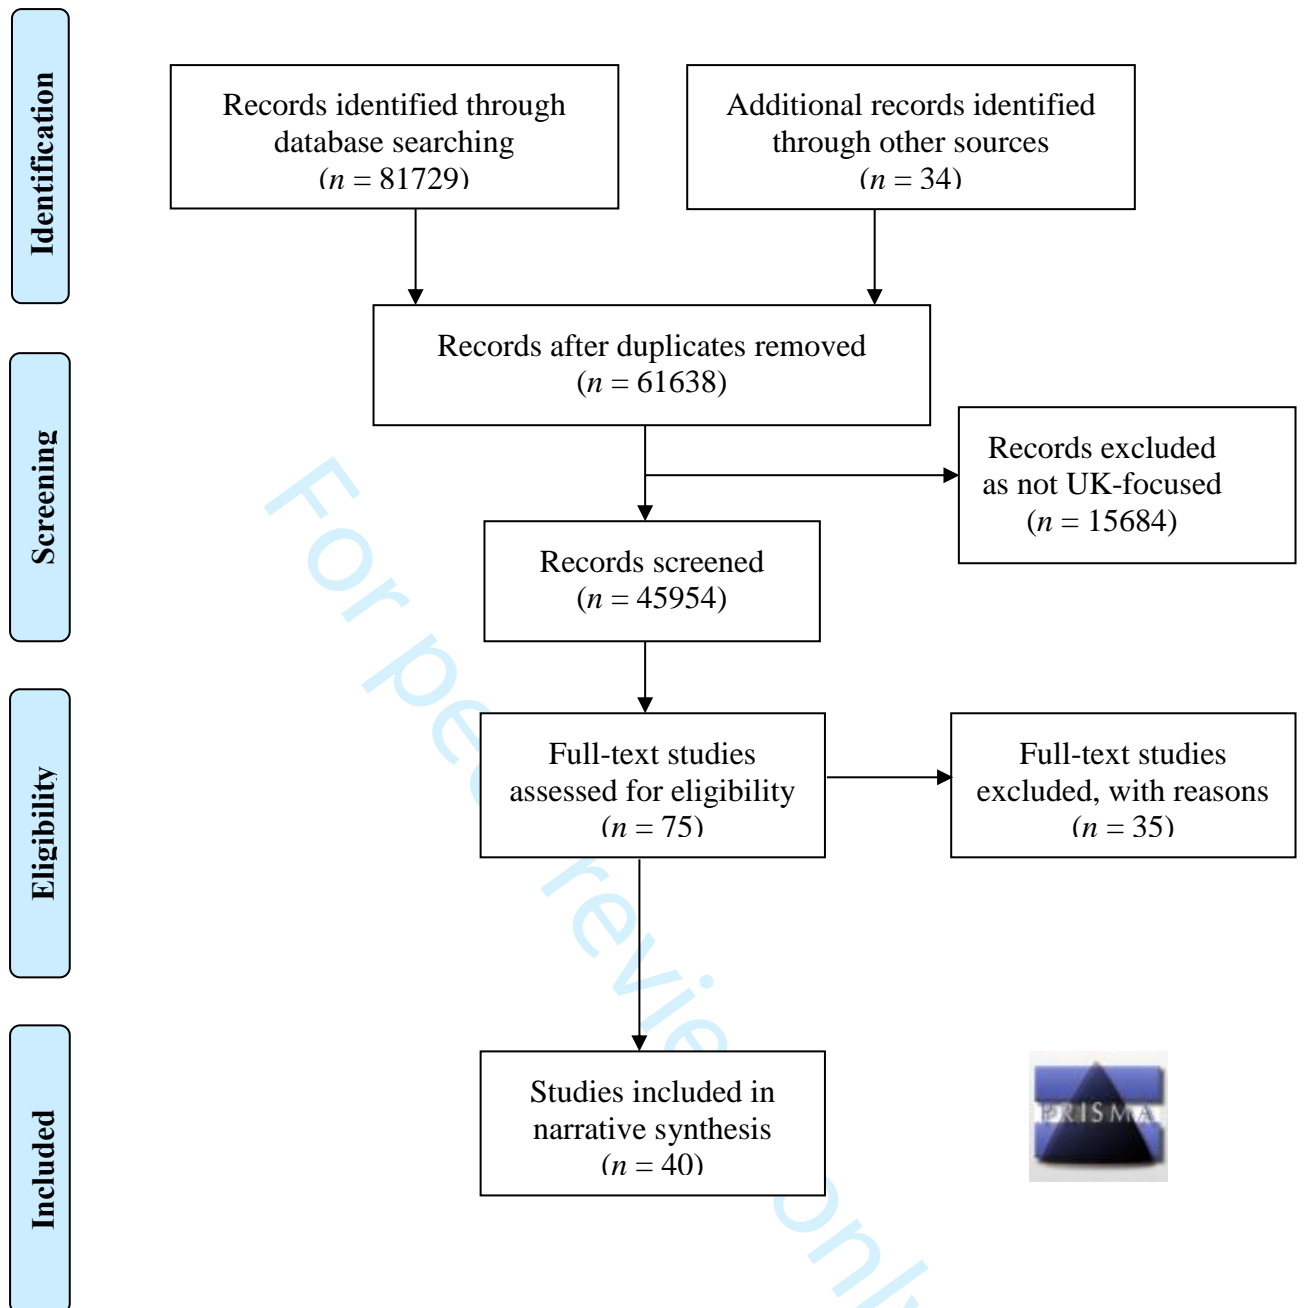 Identification
Records identified through
database searching
(n = 81729)
Additional records identified
through other sources
(n = 34)
Records after duplicates removed
(n = 61638)
Screening
Records excluded
as not UK-focused
(n = 15684)
Records screened
(n = 45954)
Eligibility
Full-text studies
assessed for eligibility
(n = 75)
Full-text studies
excluded, with reasons
(n = 35)
Included
Studies included in
narrative synthesis
(n = 40)
PRISMA
For peer review only